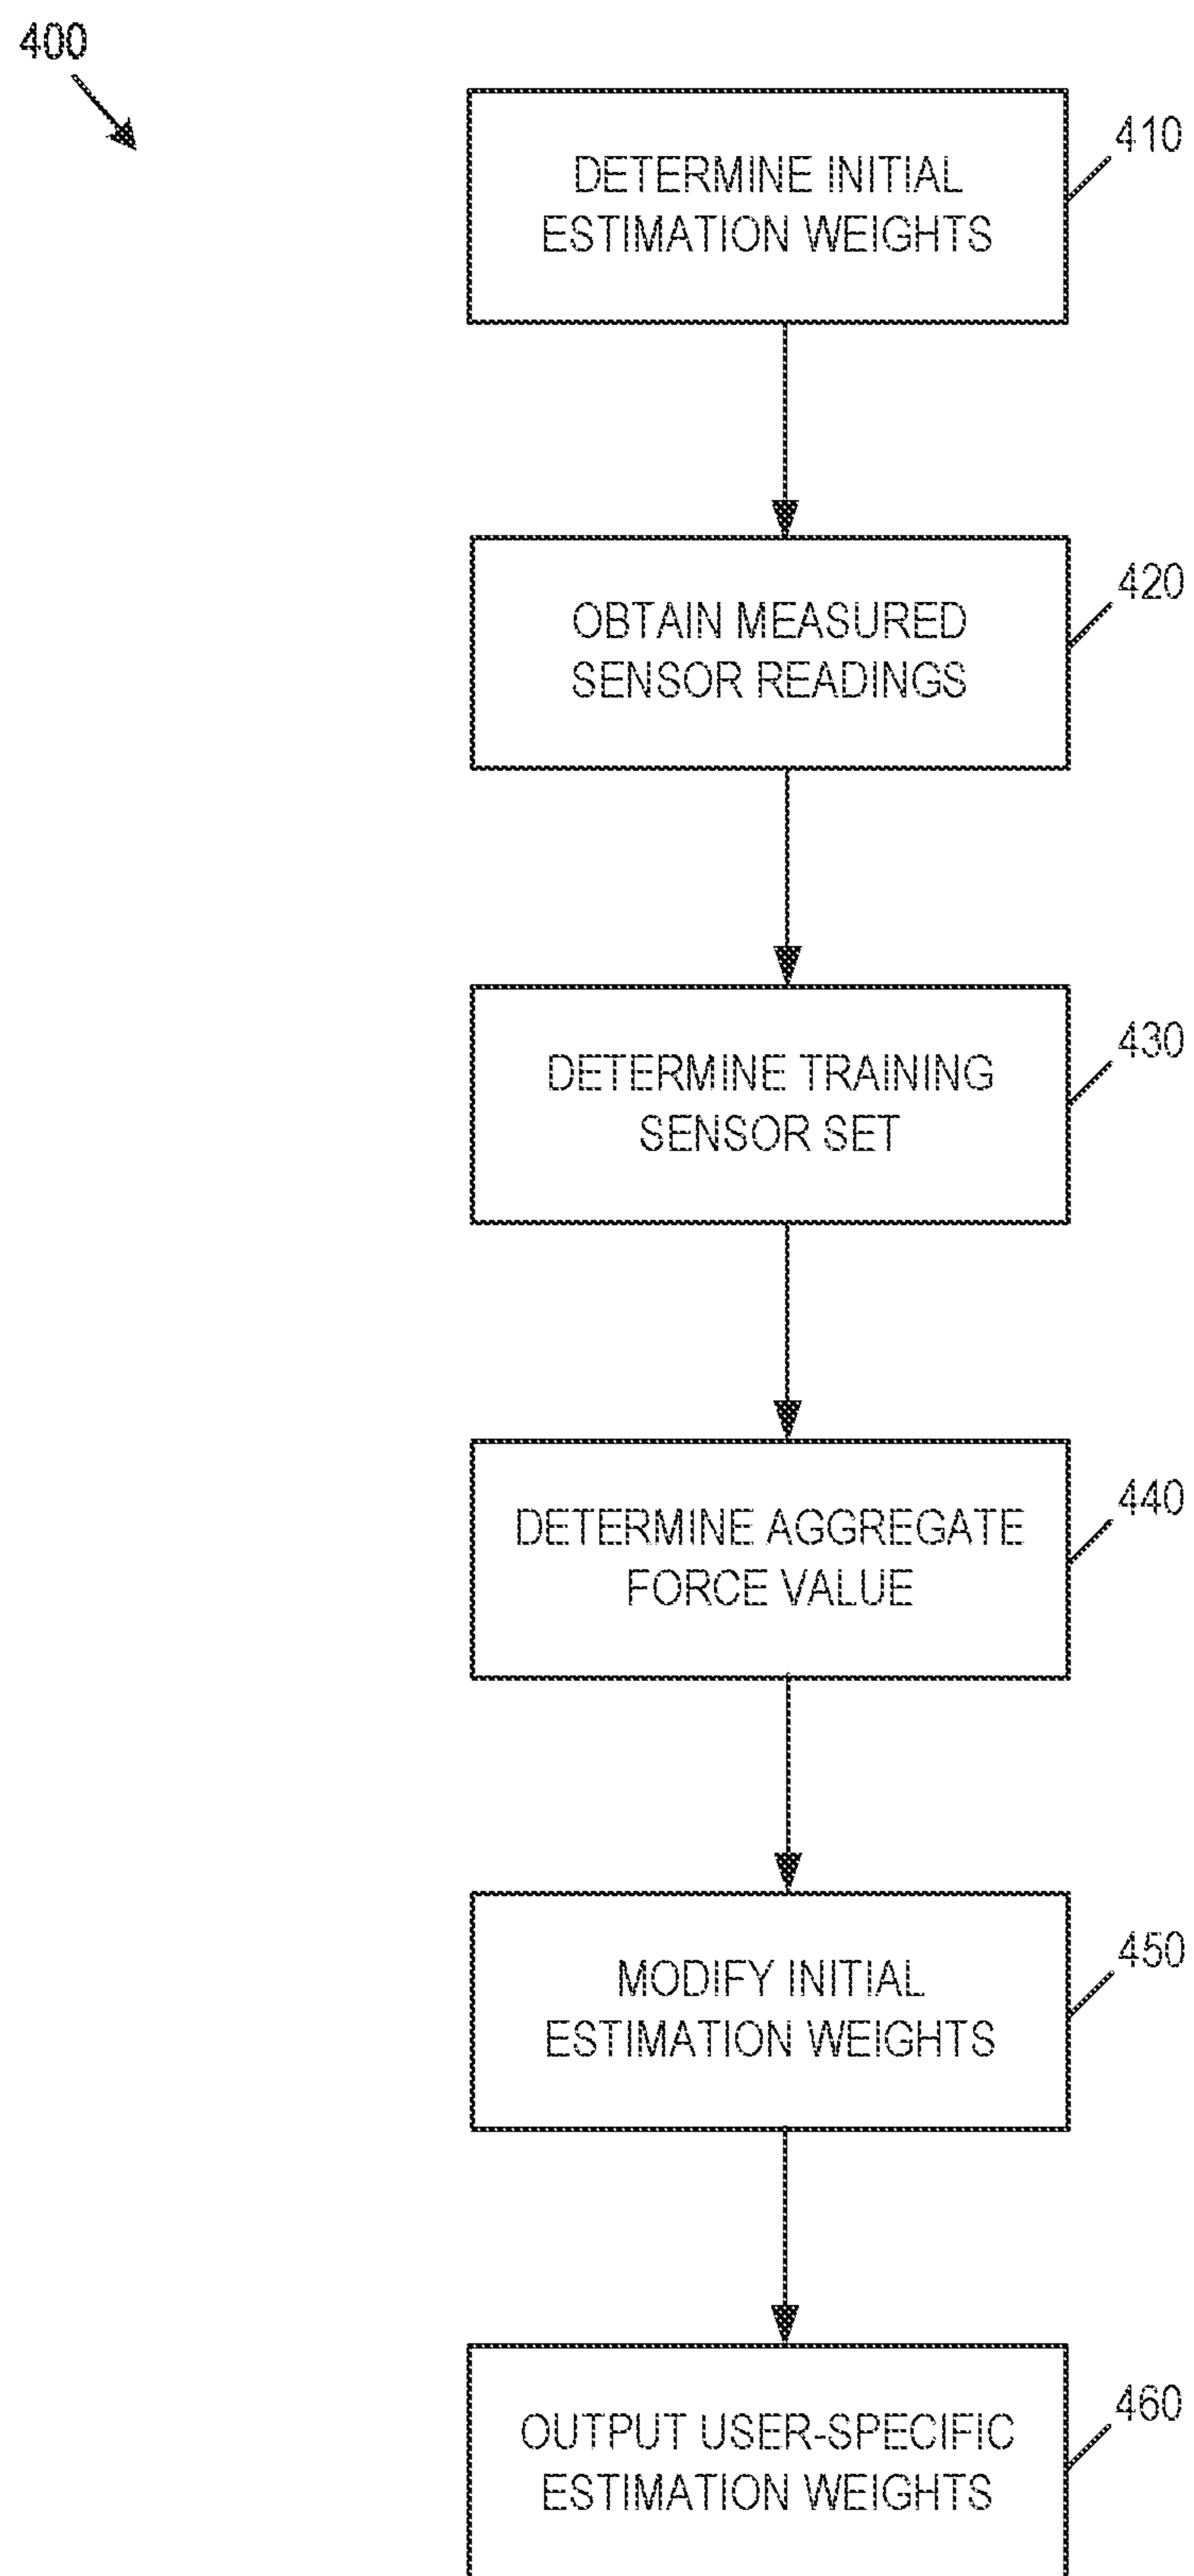 400
DETERMINE INITIAL
ESTIMATION WEIGHTS
410
OBTAIN MEASURED
SENSOR READINGS
420
DETERMINE TRAINING
SENSOR SET
430
DETERMINE AGGREGATE
FORCE VALUE
440
MODIFY INITIAL
ESTIMATION WEIGHTS
450
OUTPUT USER-SPECIFIC
ESTIMATION WEIGHTS
460